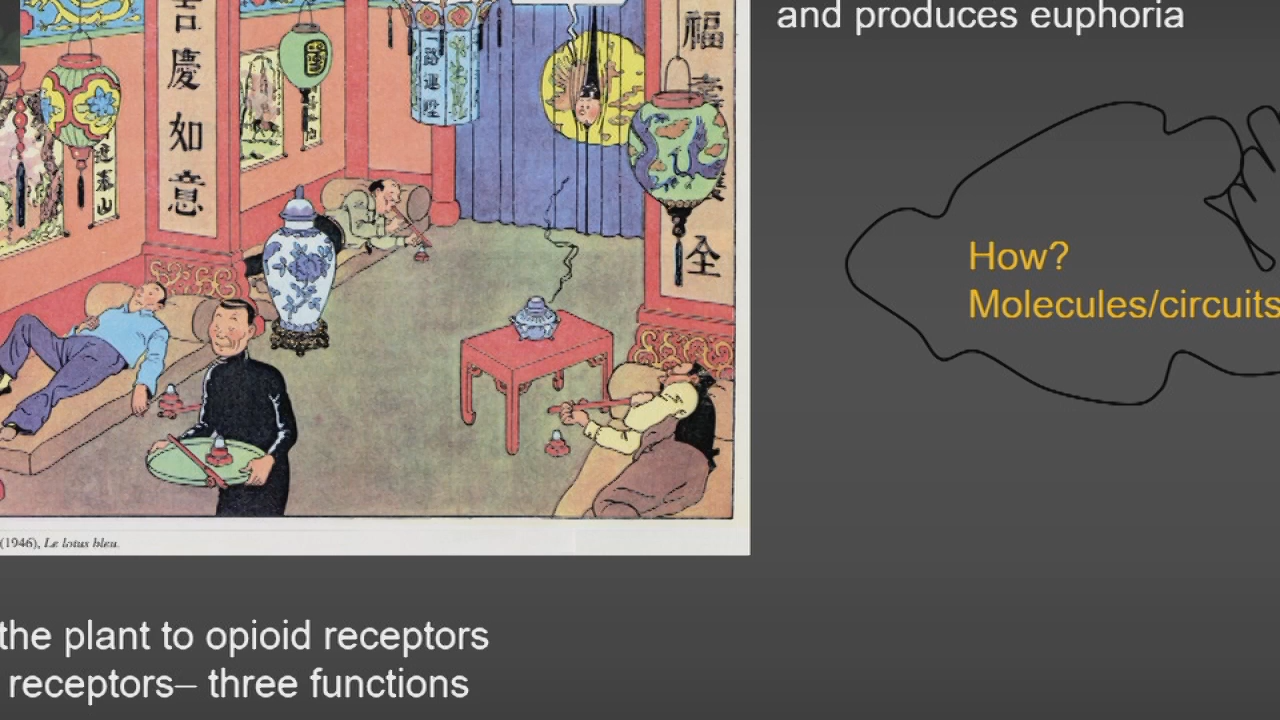 and produces euphoria
慶如意
福
全
How?
Molecules/circuits
(1946), Le lotus bleu.
the plant to opioid receptors
receptors– three functions